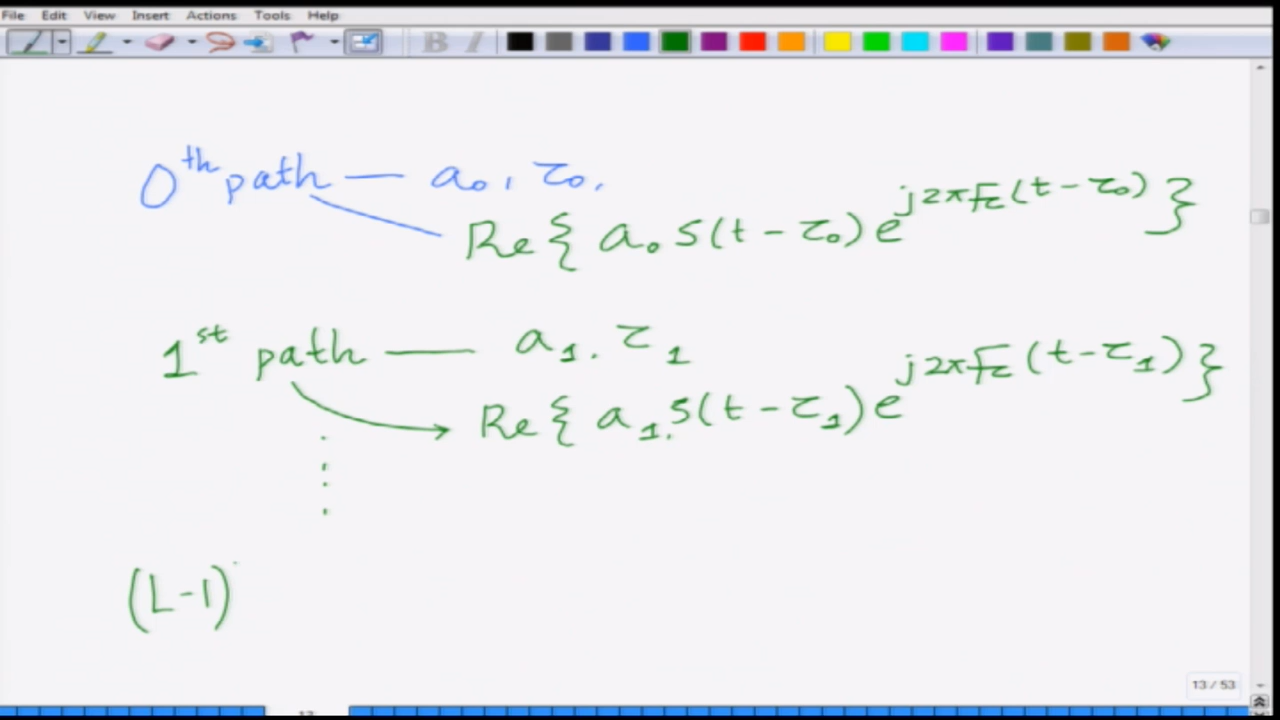 File Edit View Insert Actions Tools Help
B I
0th path — a₀, τ₀,
Re{ a₀ s(t − τ₀) e^{j2πFc(t − τ₀)} }
1st path — a₁, τ₁
Re{ a₁ s(t − τ₁) e^{j2πFc(t − τ₁)} }
⋮
(L-1)
13 / 53